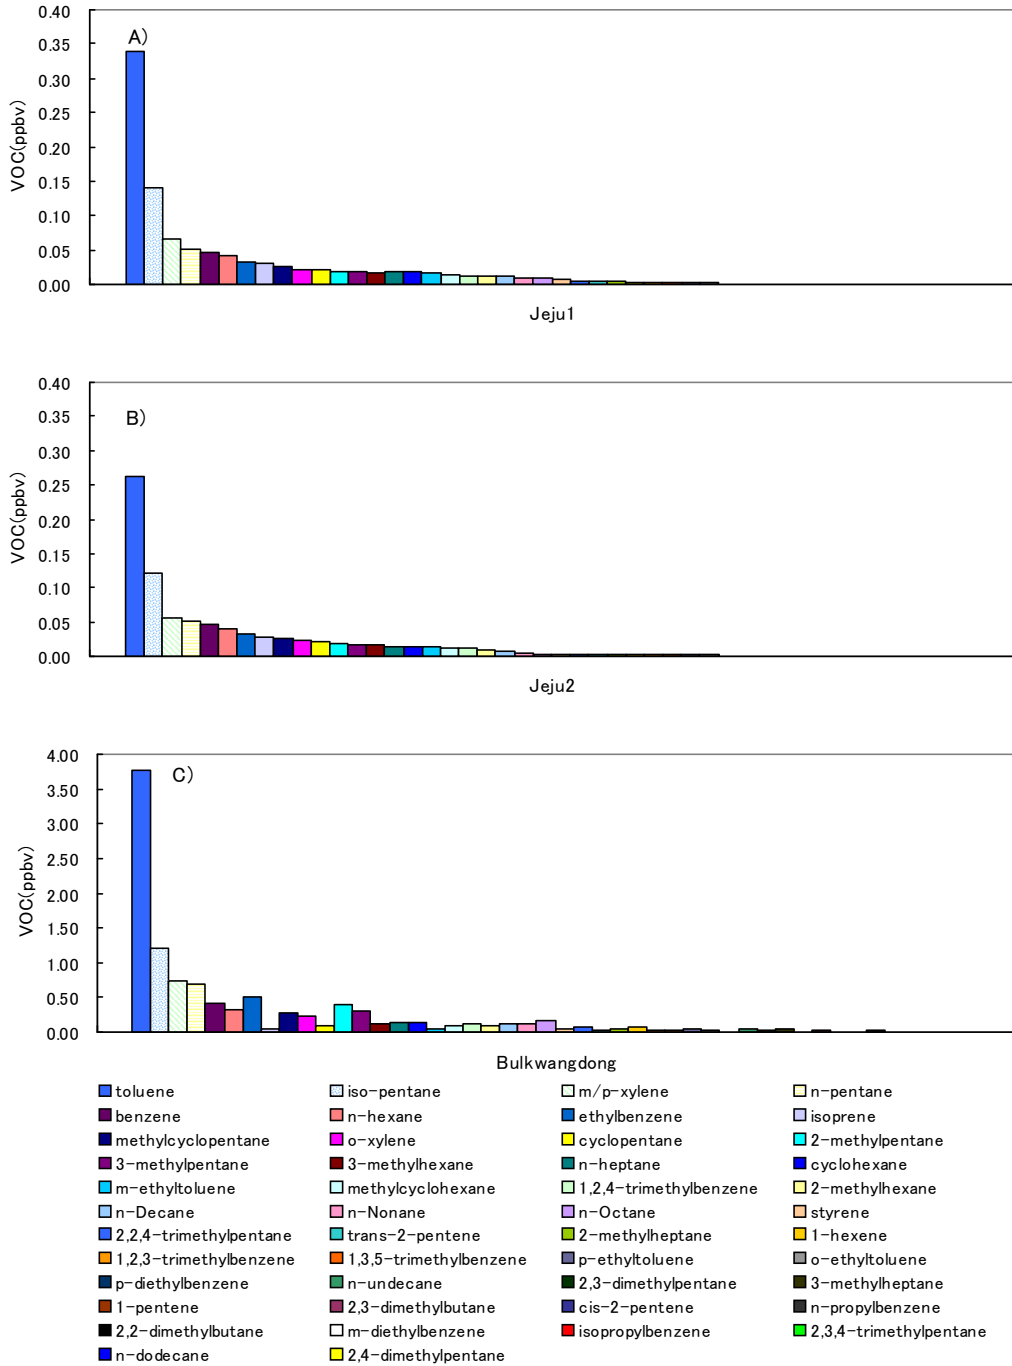 0.40
A)
0.35
0.30
0.25
VOC(ppbv)
0.20
0.15
0.10
0.05
0.00
Jeju1
0.40
B)
0.35
0.30
0.25
VOC(ppbv)
0.20
0.15
0.10
0.05
0.00
Jeju2
4.00
C)
3.50
3.00
2.50
VOC(ppbv)
2.00
1.50
1.00
0.50
0.00
Bulkwangdong
toluene iso-pentane m/p-xylene n-pentane
benzene n-hexane ethylbenzene isoprene
methylcyclopentane o-xylene cyclopentane 2-methylpentane
3-methylpentane 3-methylhexane n-heptane cyclohexane
m-ethyltoluene methylcyclohexane 1,2,4-trimethylbenzene 2-methylhexane
n-Decane n-Nonane n-Octane styrene
2,2,4-trimethylpentane trans-2-pentene 2-methylheptane 1-hexene
1,2,3-trimethylbenzene 1,3,5-trimethylbenzene p-ethyltoluene o-ethyltoluene
p-diethylbenzene n-undecane 2,3-dimethylpentane 3-methylheptane
1-pentene 2,3-dimethylbutane cis-2-pentene n-propylbenzene
2,2-dimethylbutane m-diethylbenzene isopropylbenzene 2,3,4-trimethylpentane
n-dodecane 2,4-dimethylpentane